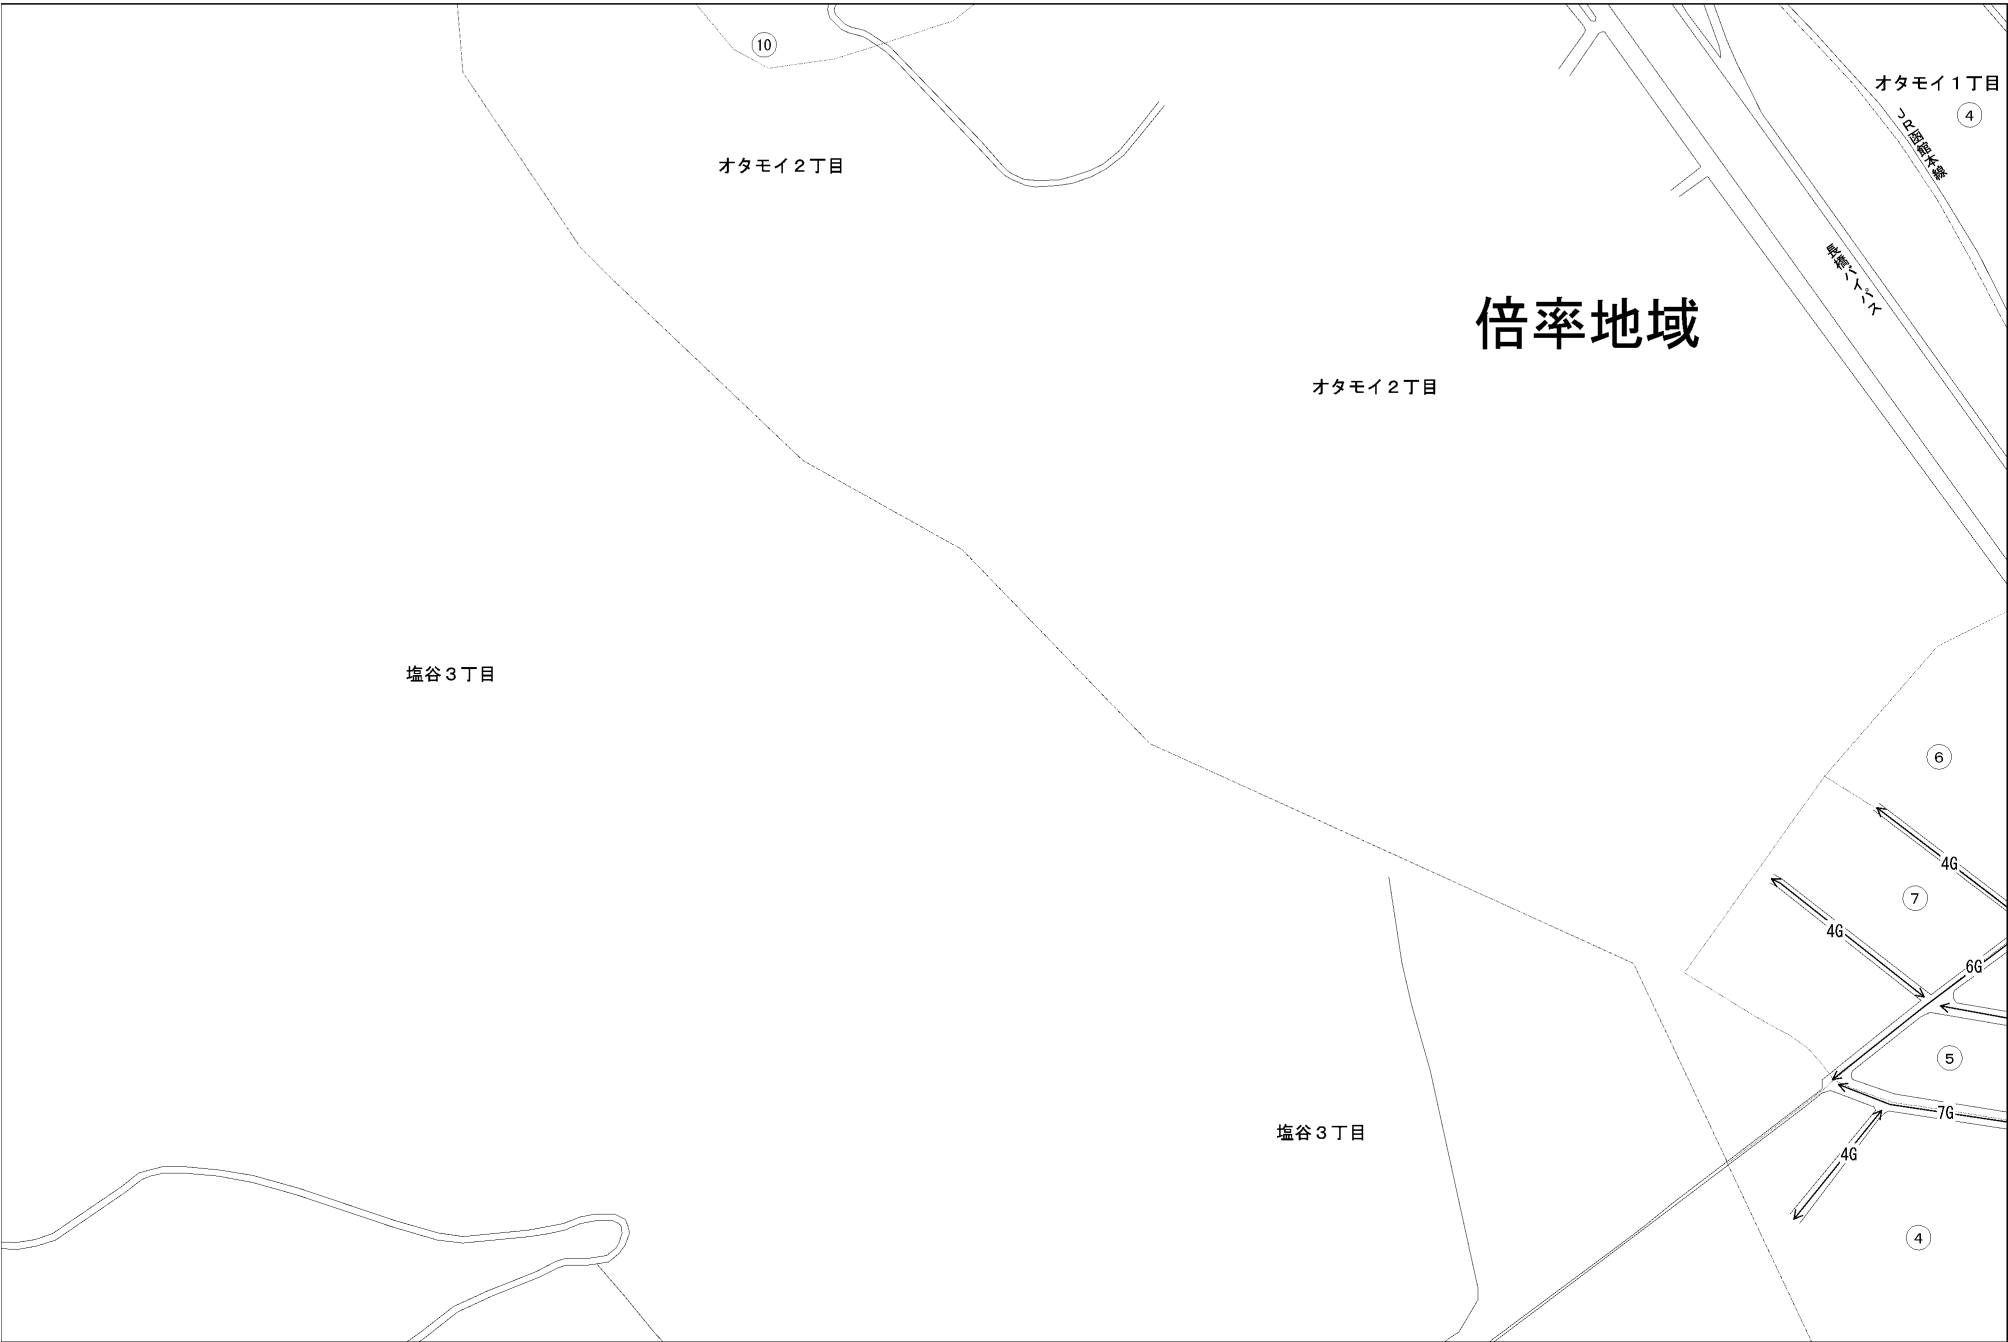 ⑩
オタモイ１丁目
④
JR函館本線
オタモイ２丁目
長橋バイパス
倍率地域
オタモイ２丁目
塩谷３丁目
⑥
4G
⑦
4G
6G
⑤
7G
塩谷３丁目
4G
④